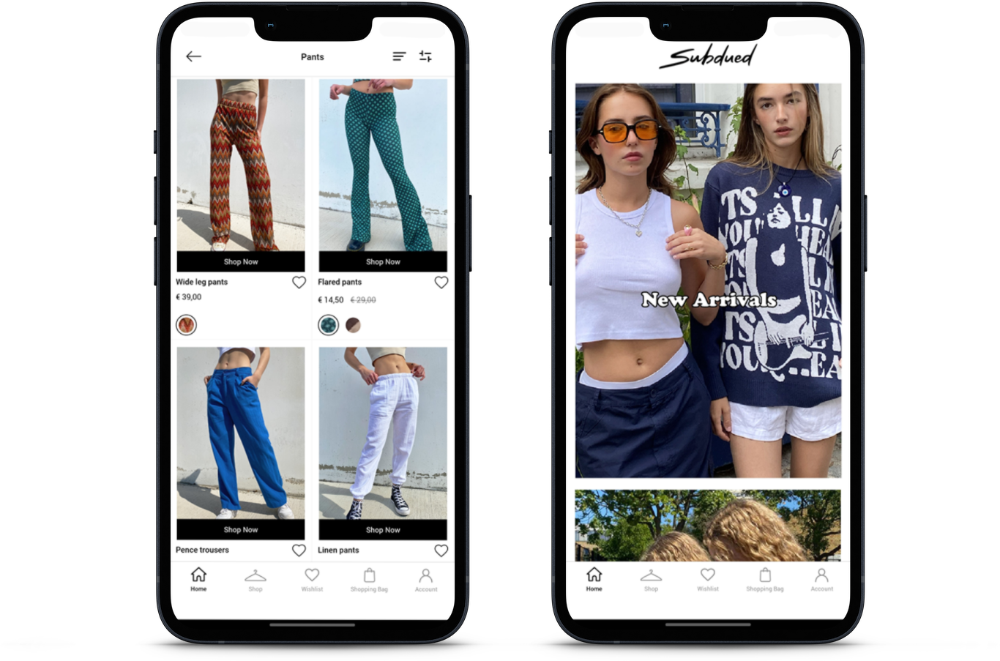 Pants
Shop Now
Shop Now
Wide leg pants
Flared pants
€ 39,00
€ 14,50 € 29,00
Shop Now
Shop Now
Pence trousers
Linen pants
Home
Shop
Wishlist
Shopping Bag
Account
Subdued
New Arrivals
Home
Shop
Wishlist
Shopping Bag
Account